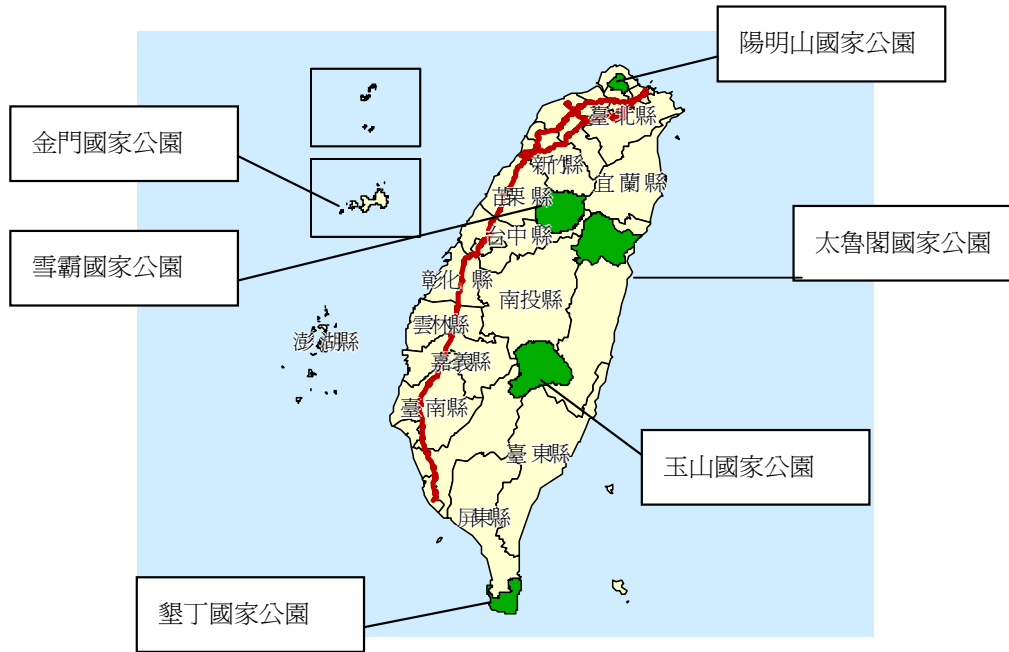 陽明山國家公園
金門國家公園
臺北縣
新竹縣
宜蘭縣
苗栗縣
台中縣
太魯閣國家公園
雪霸國家公園
彰化縣
南投縣
雲林縣
澎湖縣
嘉義縣
臺南縣
臺東縣
玉山國家公園
屏東縣
墾丁國家公園